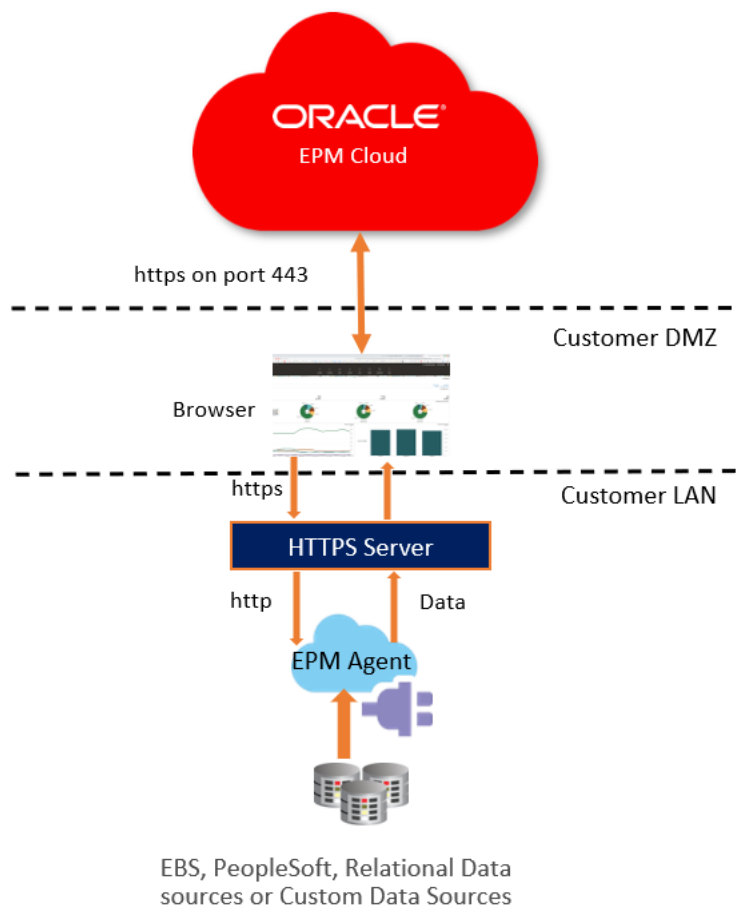 ORACLE®
EPM Cloud
https on port 443
Customer DMZ
Browser
https
Customer LAN
HTTPS Server
http
Data
EPM Agent
EBS, PeopleSoft, Relational Data
sources or Custom Data Sources